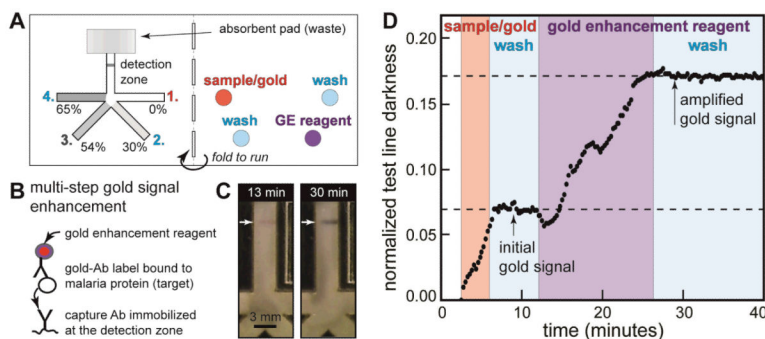 A
absorbent pad (waste)
detection
zone
4.
1.
65%
0%
3.
2.
54%
30%
sample/gold
wash
wash
GE reagent
fold to run
B
multi-step gold signal
enhancement
gold enhancement reagent
gold-Ab label bound to
malaria protein (target)
capture Ab immobilized
at the detection zone
C
13 min
30 min
3 mm
D
sample/gold
gold enhancement reagent
wash
wash
normalized test line darkness
0.20
0.15
0.10
0.05
0.00
amplified
gold signal
initial
gold signal
0
10
20
30
40
time (minutes)